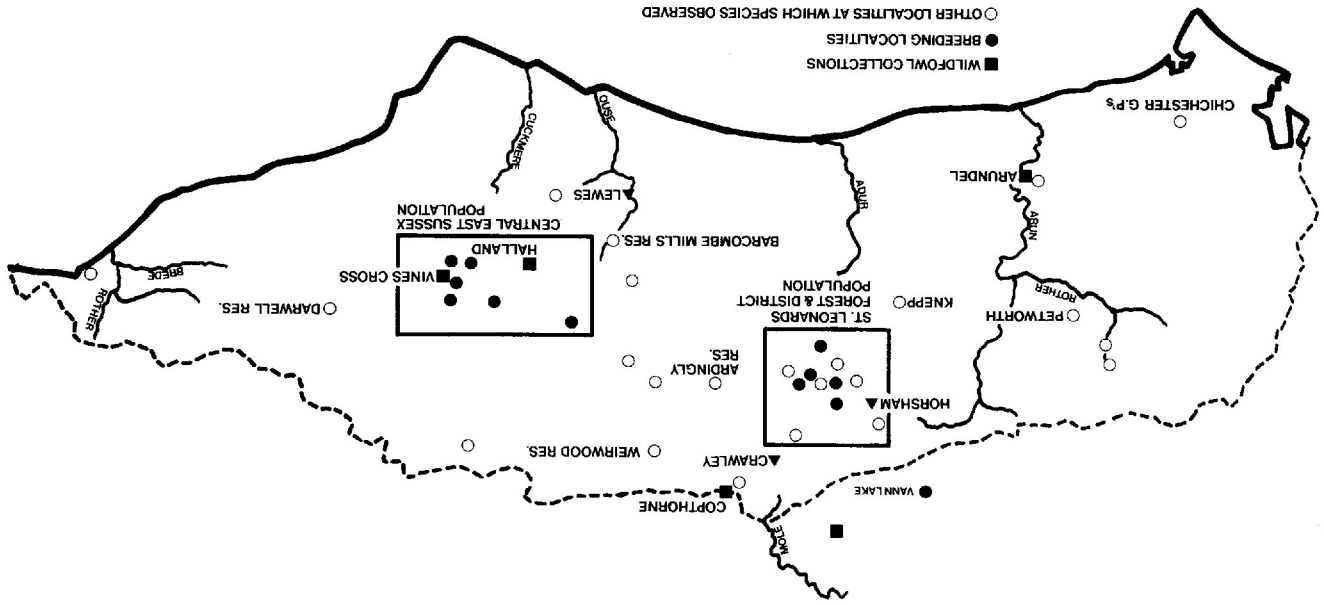 MOLE
VANN LAKE
COPTHORNE
CRAWLEY
WEIRWOOD RES.
HORSHAM
ARDINGLY
RES.
ST. LEONARDS
FOREST & DISTRICT
POPULATION
PETWORTH
ROTHER
KNEPP
DARWELL RES.
ROTHER
BREDE
VINES CROSS
HALLAND
CENTRAL EAST SUSSEX
POPULATION
BARCOMBE MILLS RES.
ARUN
ARUNDEL
ADUR
LEWES
OUSE
CUCKMERE
CHICHESTER G.P's
WILDFOWL COLLECTIONS
BREEDING LOCALITIES
OTHER LOCALITIES AT WHICH SPECIES OBSERVED